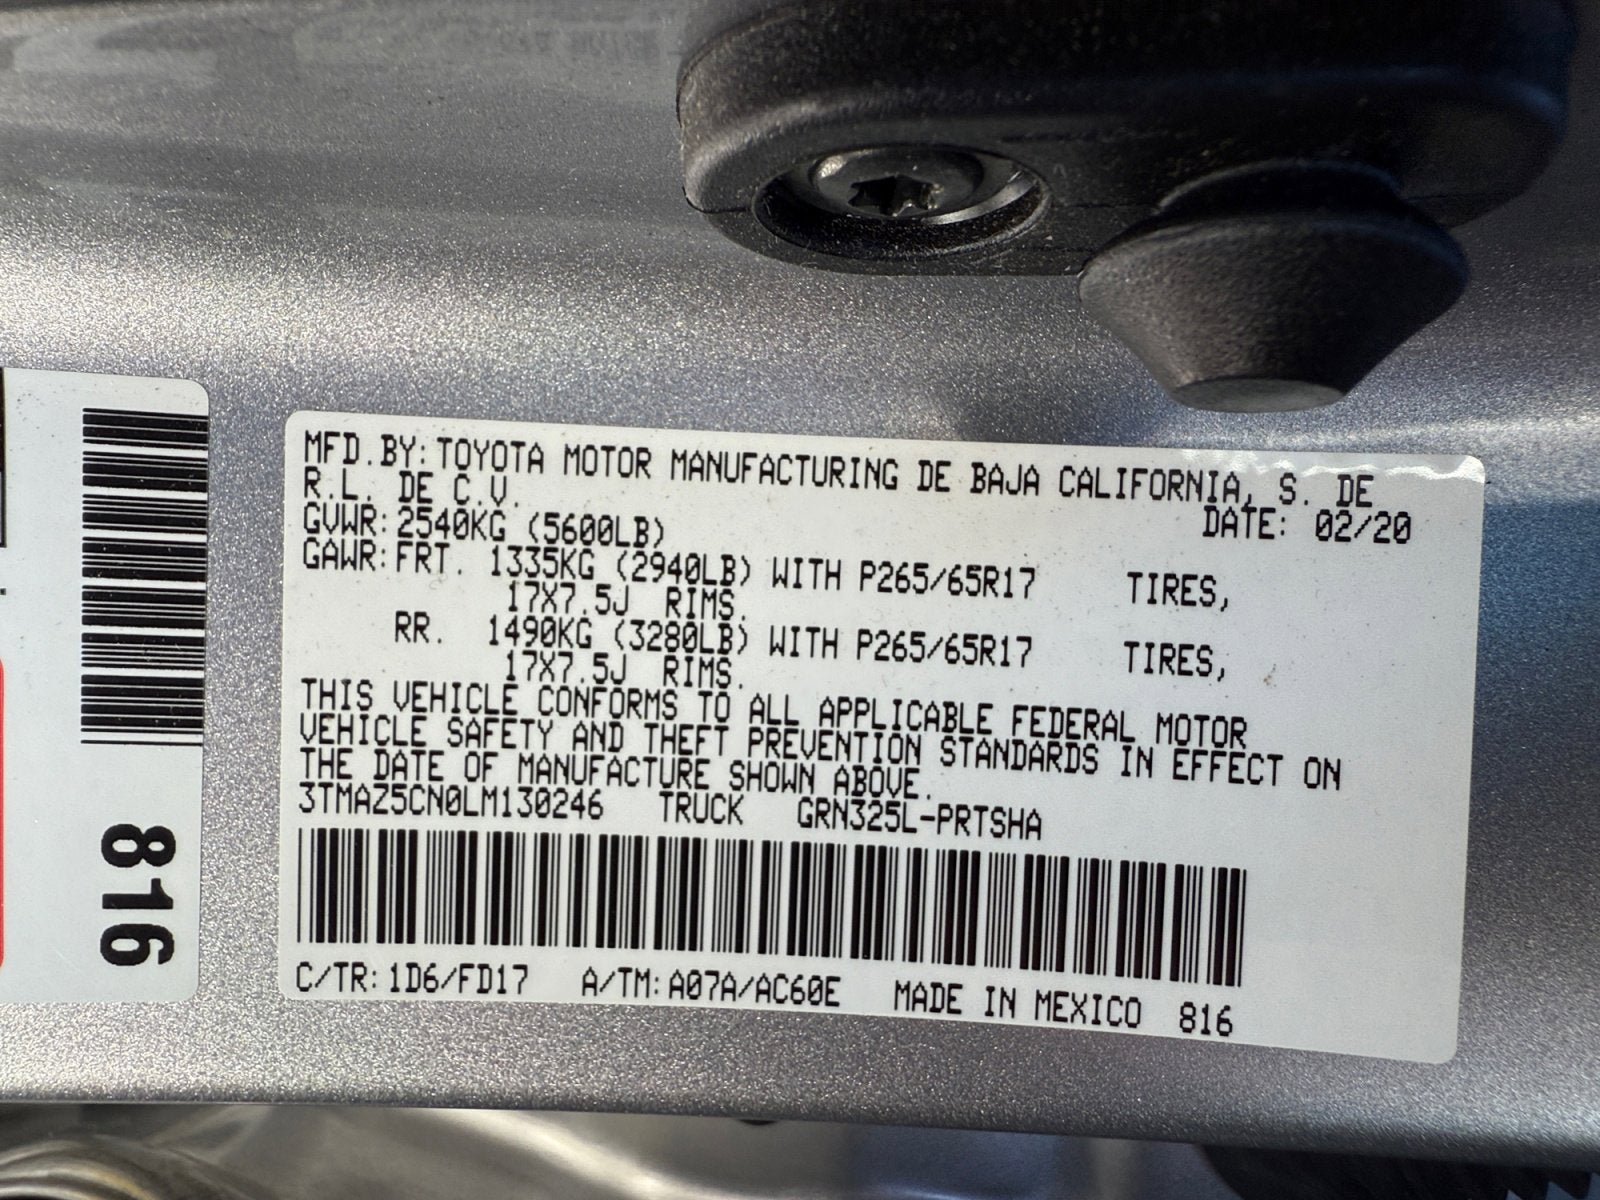 MFD.BY: TOYOTA MOTOR MANUFACTURING DE BAJA CALIFORNIA, S. DE
R.L. DE C.V.
DATE: 02/20
GVWR: 2540KG (5600LB)
GAWR: FRT. 1335KG (2940LB) WITH P265/65R17 TIRES,
17X7.5J RIMS.
RR. 1490KG (3280LB) WITH P265/65R17 TIRES,
17X7.5J RIMS.
THIS VEHICLE CONFORMS TO ALL APPLICABLE FEDERAL MOTOR
VEHICLE SAFETY AND THEFT PREVENTION STANDARDS IN EFFECT ON
THE DATE OF MANUFACTURE SHOWN ABOVE.
3TMAZ5CN0LM130246 TRUCK GRN325L-PRTSHA
C/TR: 1D6/FD17 A/TM: A07A/AC60E MADE IN MEXICO 816
816